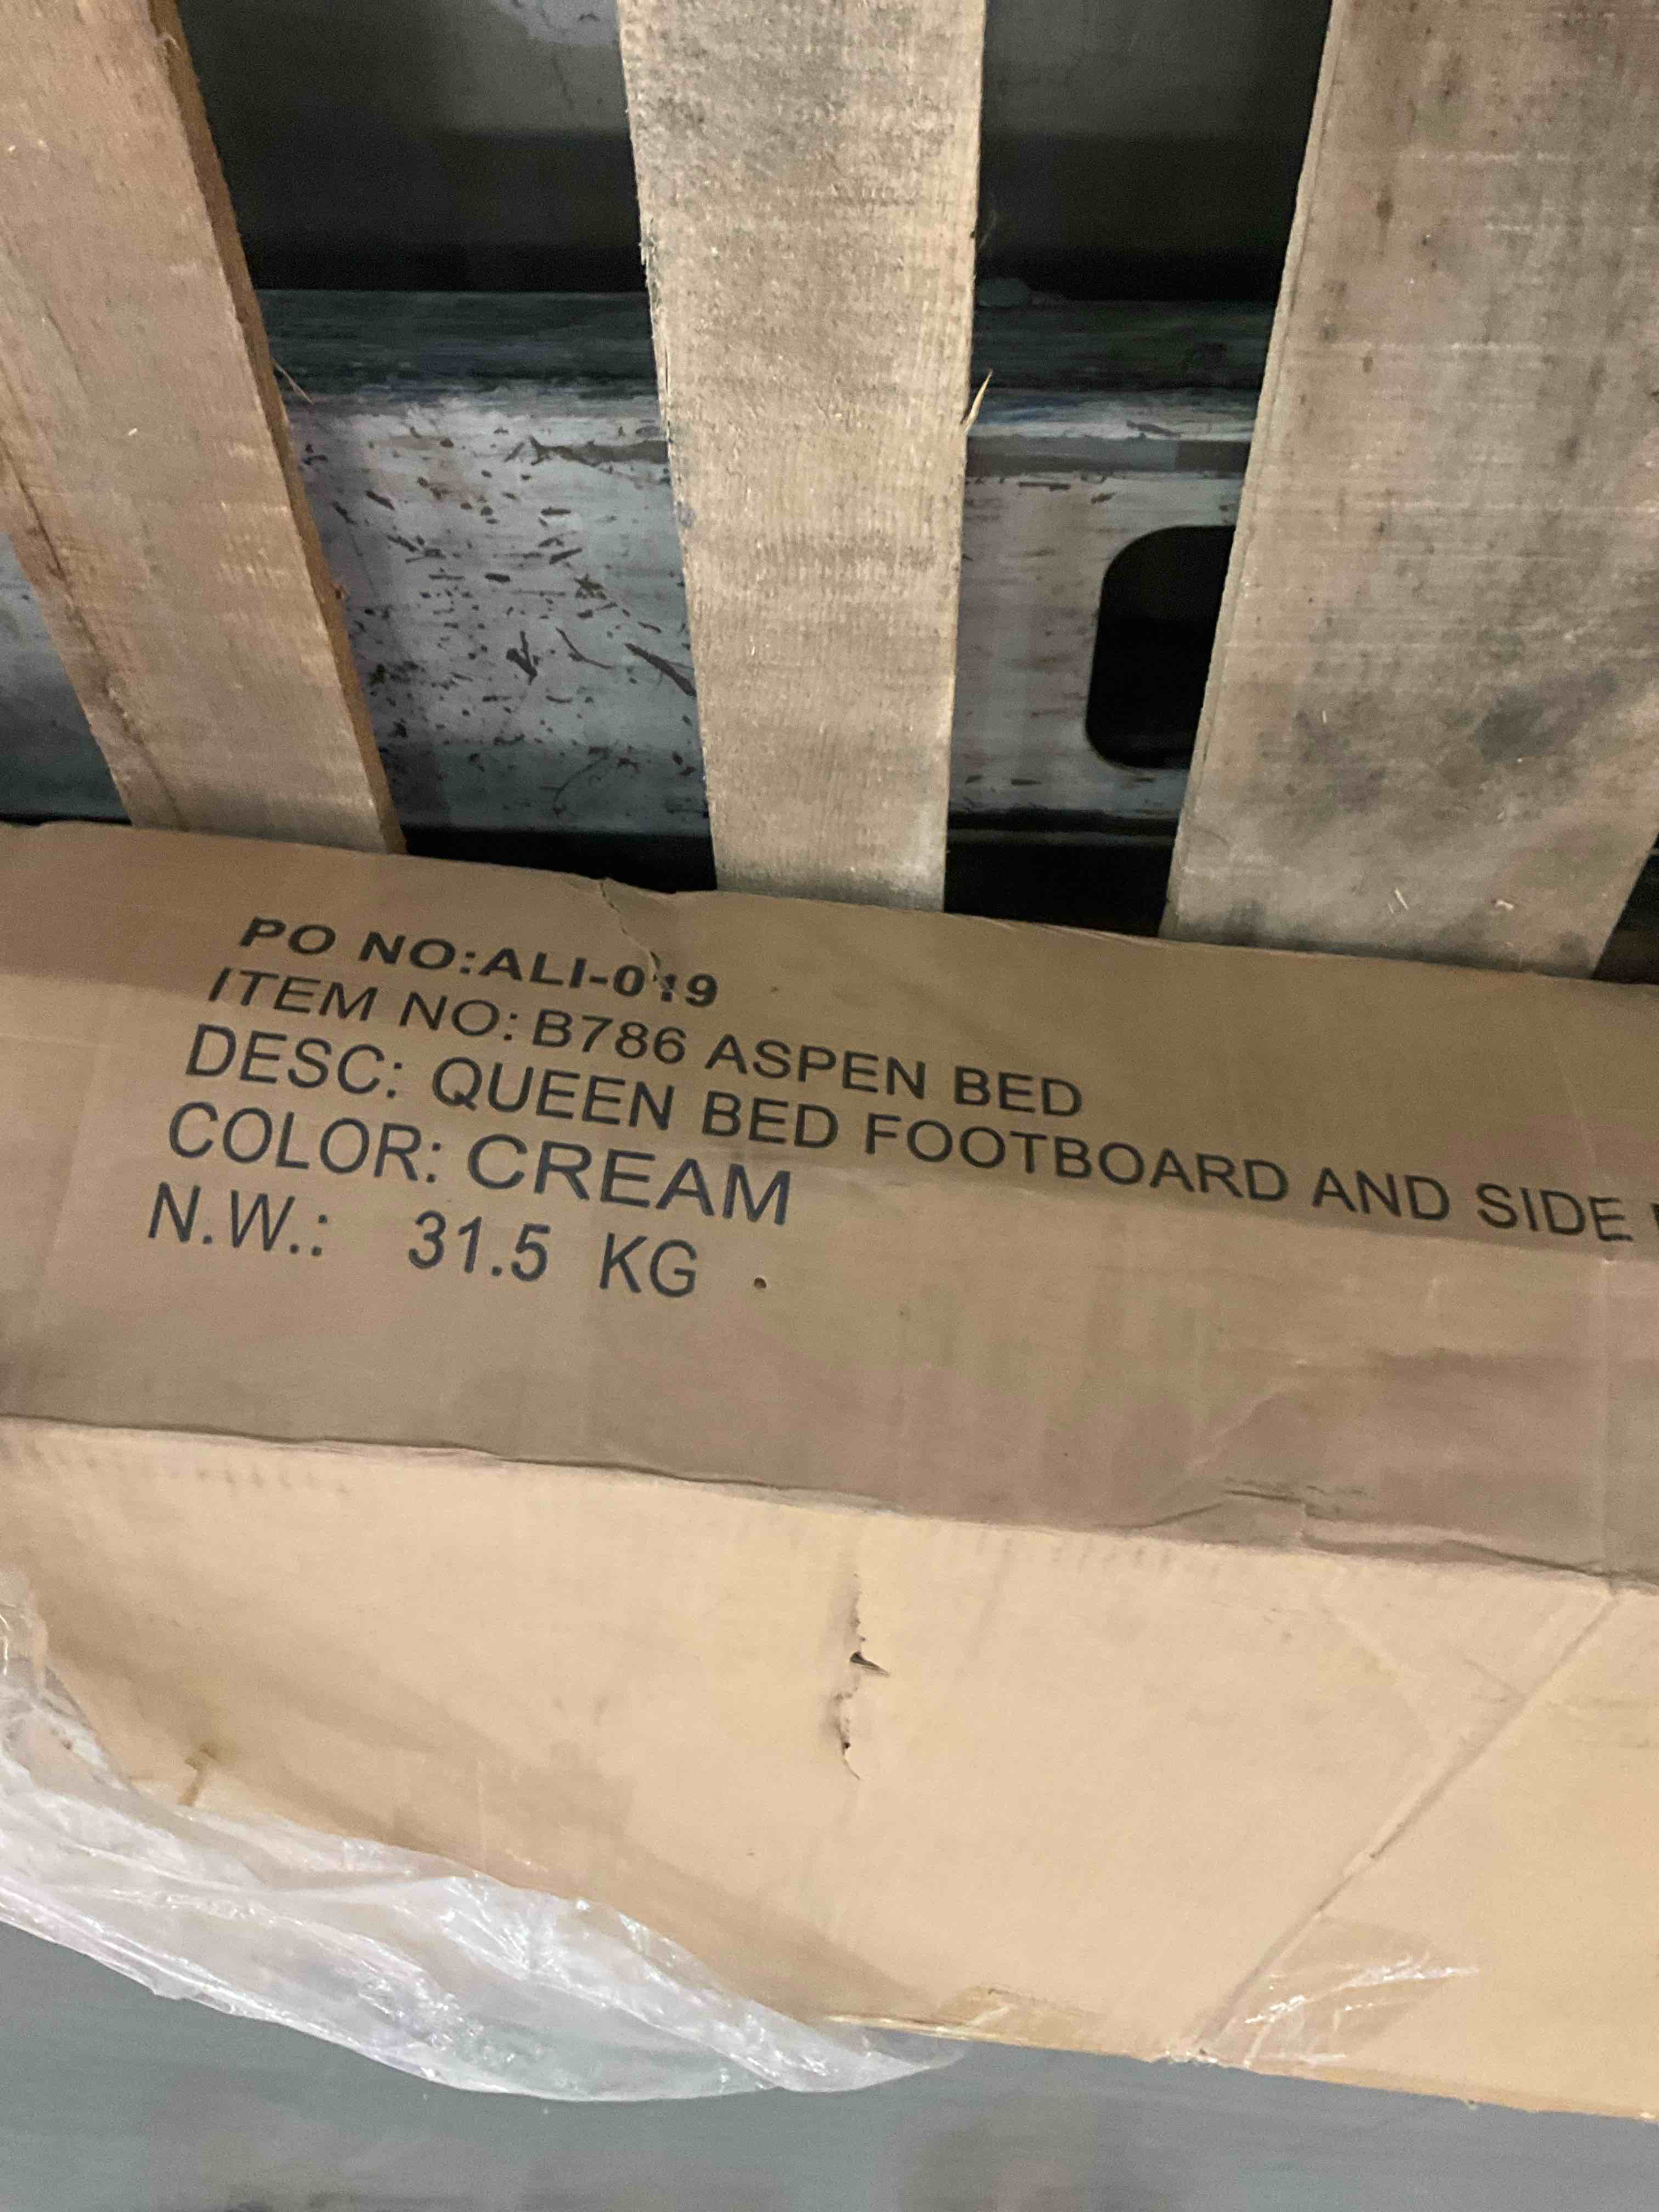 PO NO:ALI-019
ITEM NO: B786 ASPEN BED
DESC: QUEEN BED FOOTBOARD AND SIDE
COLOR: CREAM
N.W.: 31.5 KG